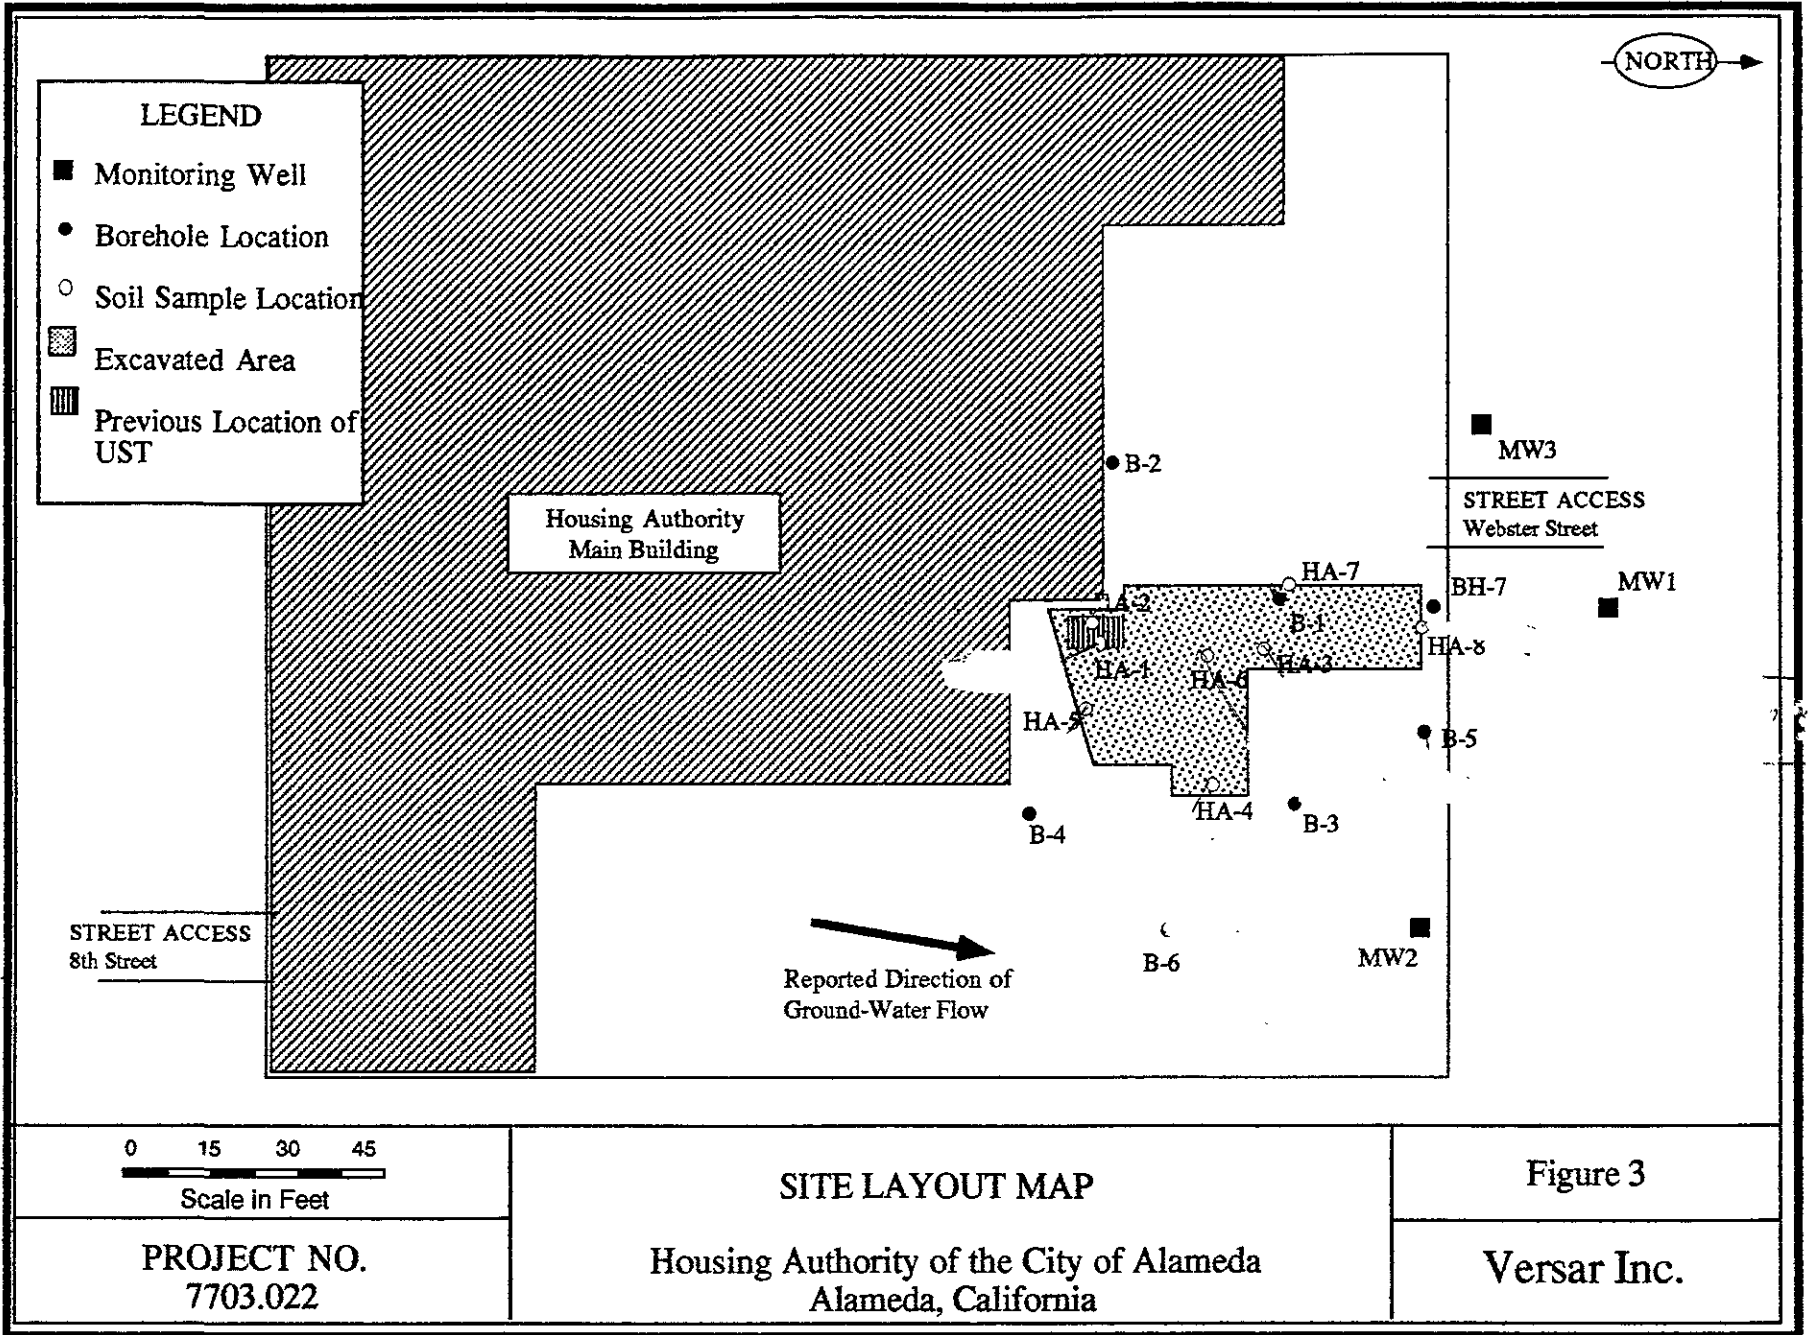 NORTH
LEGEND
Monitoring Well
Borehole Location
Soil Sample Location
Excavated Area
Previous Location of
UST
Housing Authority
Main Building
B-2
MW3
STREET ACCESS
Webster Street
HA-7
BH-7
MW1
HA-2
B-1
HA-8
HA-1
HA-6
HA-3
HA-5
B-5
HA-4
B-3
B-4
STREET ACCESS
8th Street
B-6
MW2
Reported Direction of
Ground-Water Flow
0 15 30 45
Scale in Feet
PROJECT NO.
7703.022
SITE LAYOUT MAP
Housing Authority of the City of Alameda
Alameda, California
Figure 3
Versar Inc.